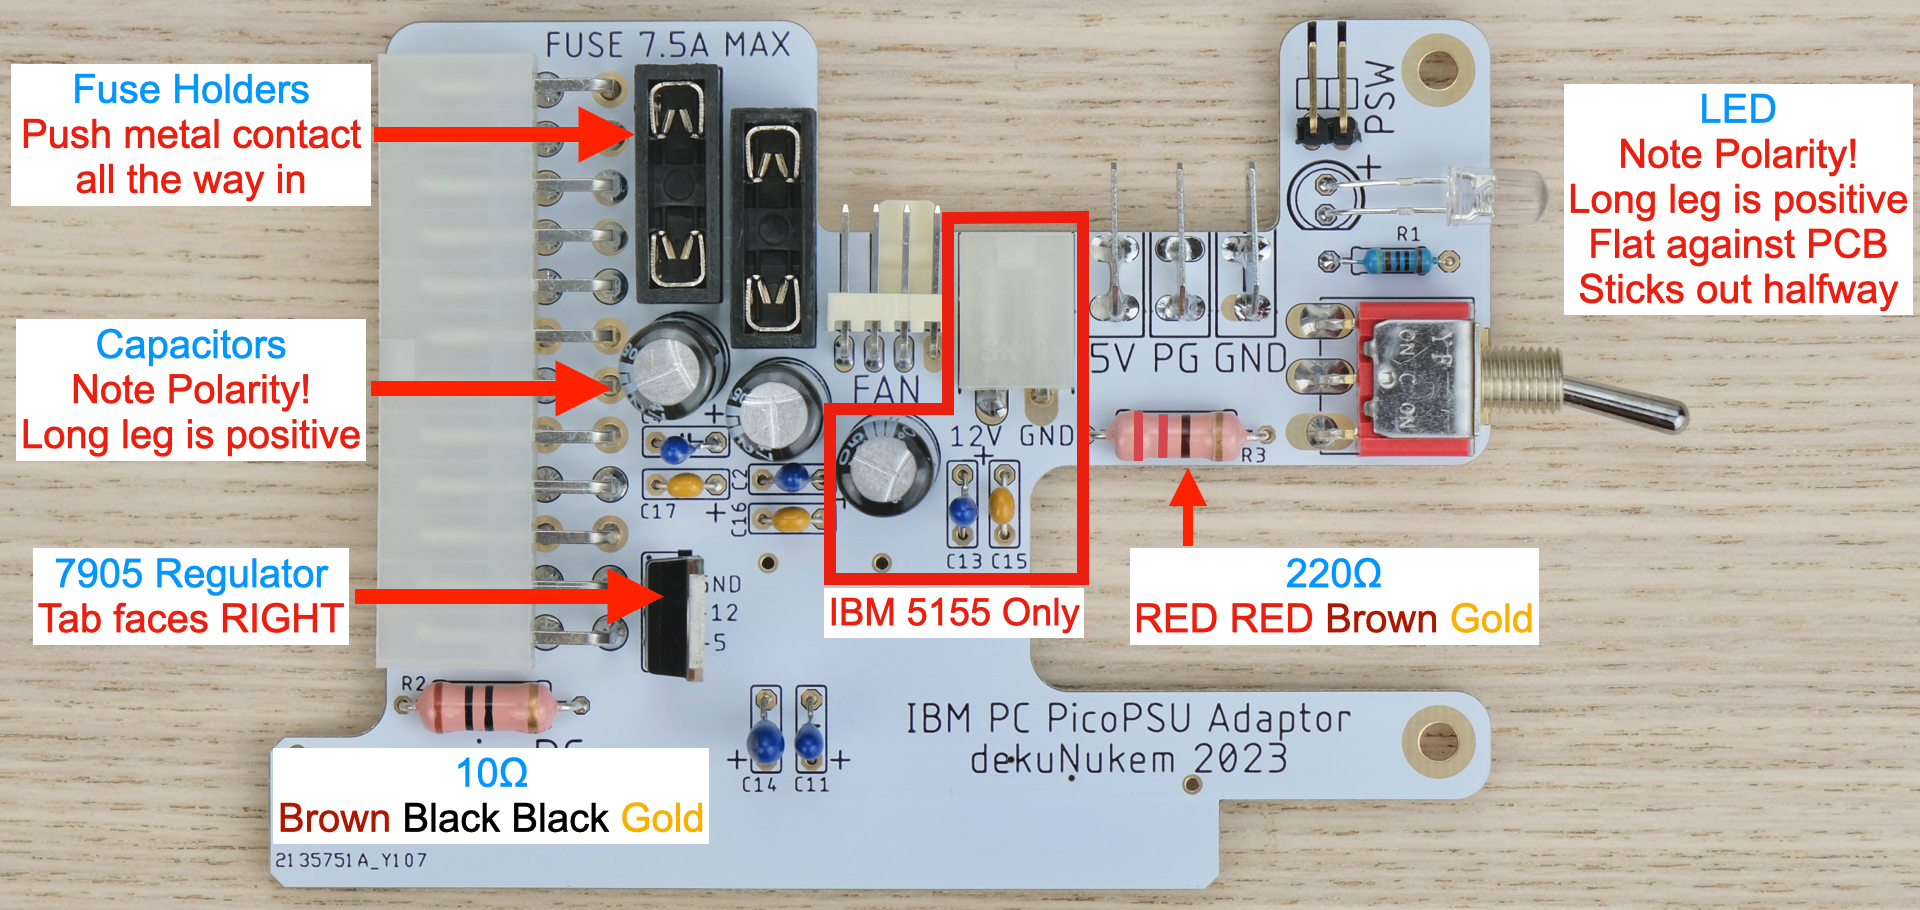 FUSE 7.5A MAX
Fuse Holders
Push metal contact
all the way in
PSW
+
LED
Note Polarity!
Long leg is positive
Flat against PCB
Sticks out halfway
R1
Capacitors
Note Polarity!
Long leg is positive
5V PG GND
FAN
YF
ON C ON
12V GND
+
+
R3
C2
C17
+
C16
+
C13 C15
7905 Regulator
Tab faces RIGHT
GND
-12
-5
IBM 5155 Only
220Ω
RED RED Brown Gold
R2
IBM PC PicoPSU Adaptor
dekuNukem 2023
+
+
C14 C11
10Ω
Brown Black Black Gold
2135751A_Y107